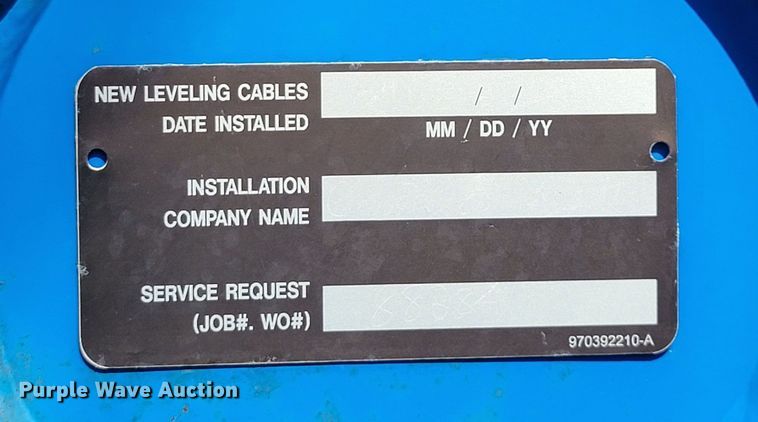 NEW LEVELING CABLES
DATE INSTALLED
/ /
MM / DD / YY
INSTALLATION
COMPANY NAME
SERVICE REQUEST
(JOB#. WO#)
970392210-A
Purple Wave Auction